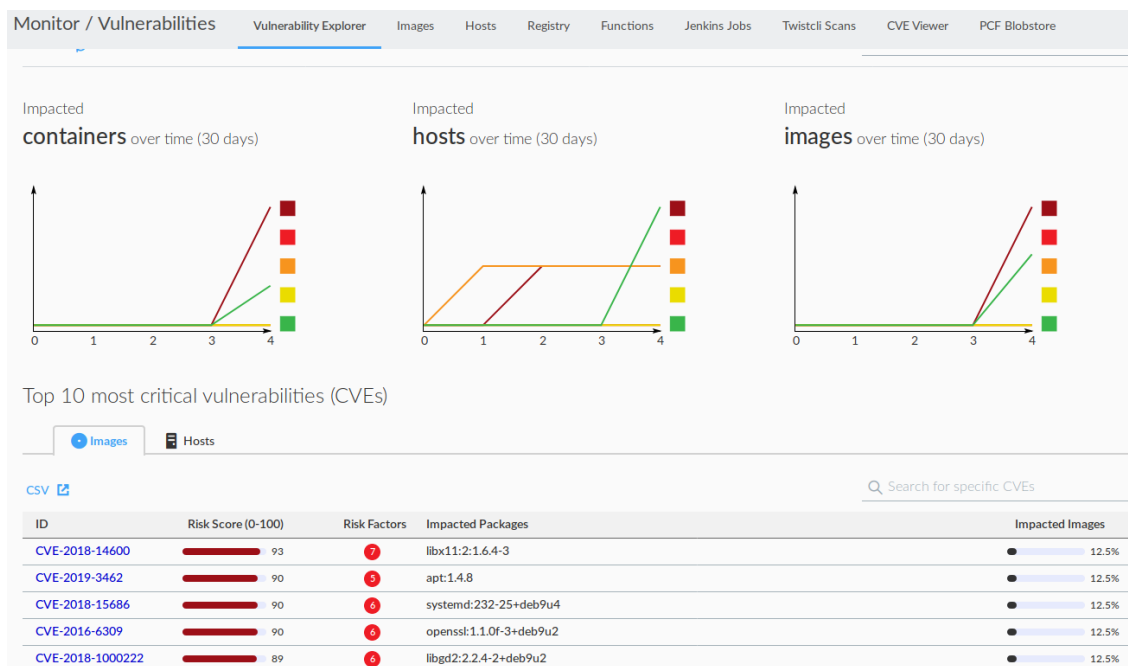 Monitor / Vulnerabilities Vulnerability Explorer Images Hosts Registry Functions Jenkins Jobs Twistcli Scans CVE Viewer PCF Blobstore
Impacted Impacted Impacted
containers over time (30 days) hosts over time (30 days) images over time (30 days)
0 1 2 3 4 0 1 2 3 4 0 1 2 3 4
Top 10 most critical vulnerabilities (CVEs)
Images Hosts
CSV Search for specific CVEs
ID Risk Score (0-100) Risk Factors Impacted Packages Impacted Images
CVE-2018-14600 93 7 libx11:2:1.6.4-3 12.5%
CVE-2019-3462 90 5 apt:1.4.8 12.5%
CVE-2018-15686 90 6 systemd:232-25+deb9u4 12.5%
CVE-2016-6309 90 6 openssl:1.1.0f-3+deb9u2 12.5%
CVE-2018-1000222 89 6 libgd2:2.2.4-2+deb9u2 12.5%